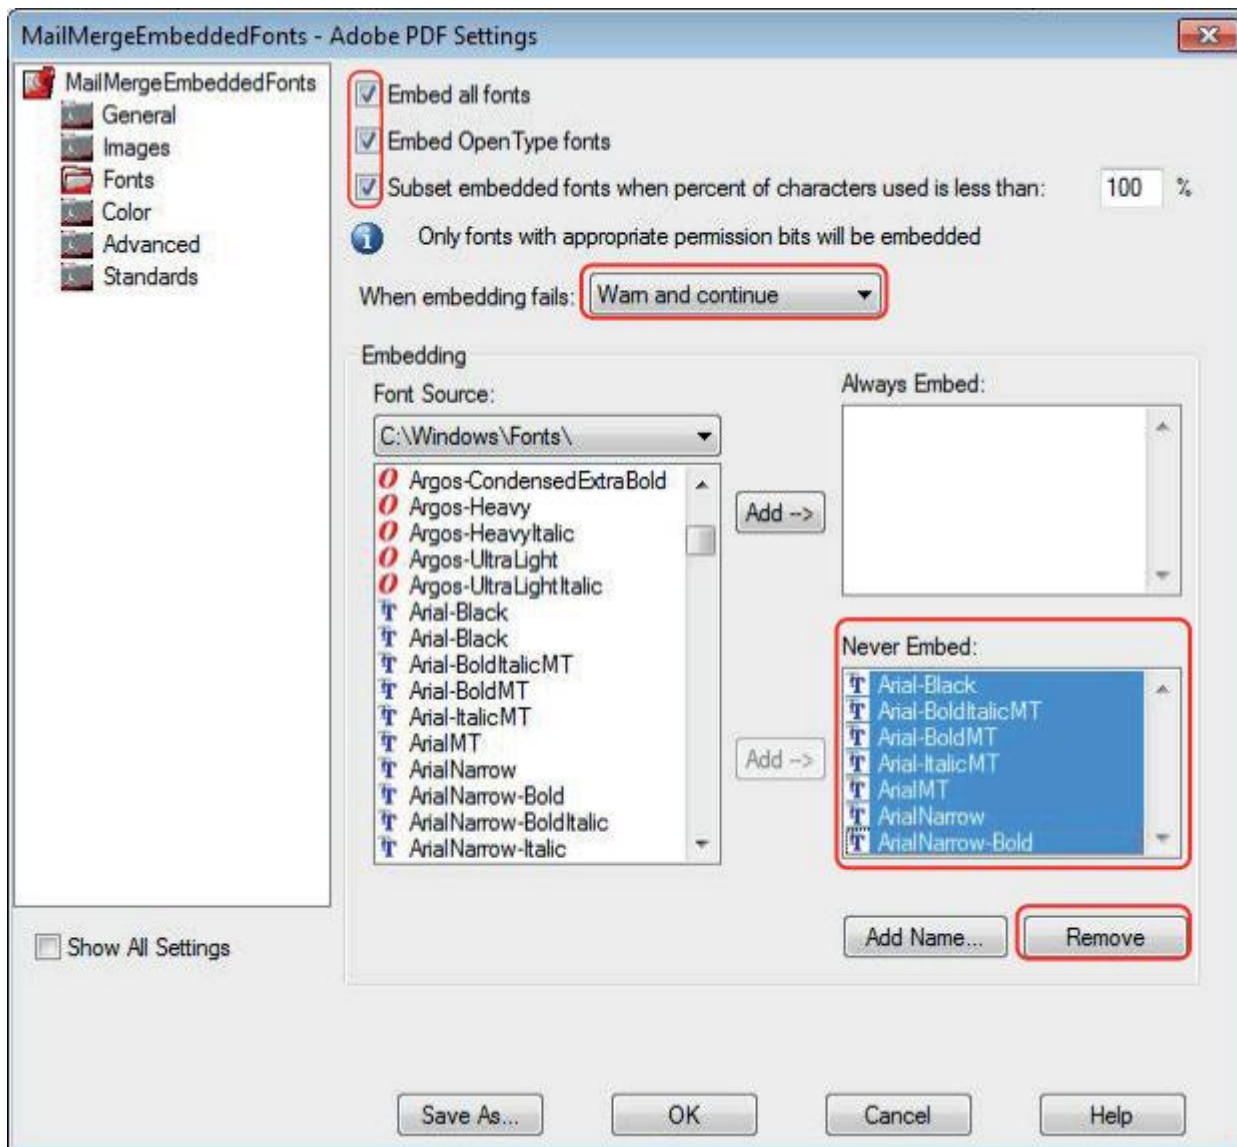 MailMergeEmbeddedFonts - Adobe PDF Settings
MailMergeEmbeddedFonts
General
Images
Fonts
Color
Advanced
Standards
Show All Settings
Embed all fonts
Embed OpenType fonts
Subset embedded fonts when percent of characters used is less than: 100 %
Only fonts with appropriate permission bits will be embedded
When embedding fails: Warn and continue
Embedding
Font Source:
C:\Windows\Fonts\
Argos-CondensedExtraBold
Argos-Heavy
Argos-HeavyItalic
Argos-UltraLight
Argos-UltraLightItalic
Arial-Black
Arial-Black
Arial-BoldItalicMT
Arial-BoldMT
Arial-ItalicMT
ArialMT
ArialNarrow
ArialNarrow-Bold
ArialNarrow-BoldItalic
ArialNarrow-Italic
Add -->
Add -->
Always Embed:
Never Embed:
Arial-Black
Arial-BoldItalicMT
Arial-BoldMT
Arial-ItalicMT
ArialMT
ArialNarrow
ArialNarrow-Bold
Add Name... Remove
Save As... OK Cancel Help